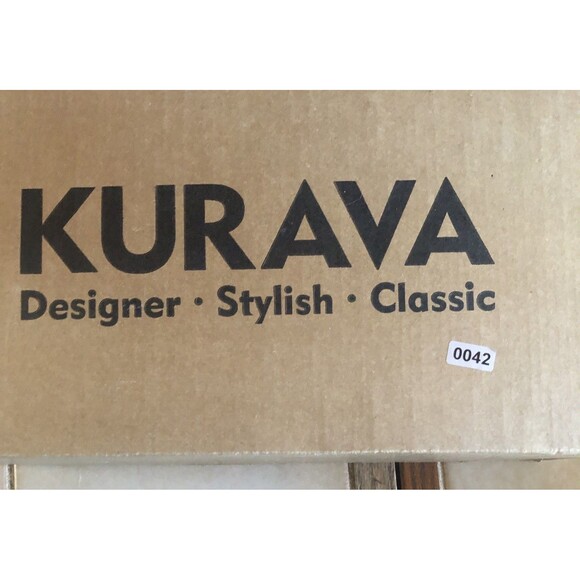 KURAVA
Designer · Stylish · Classic
0042